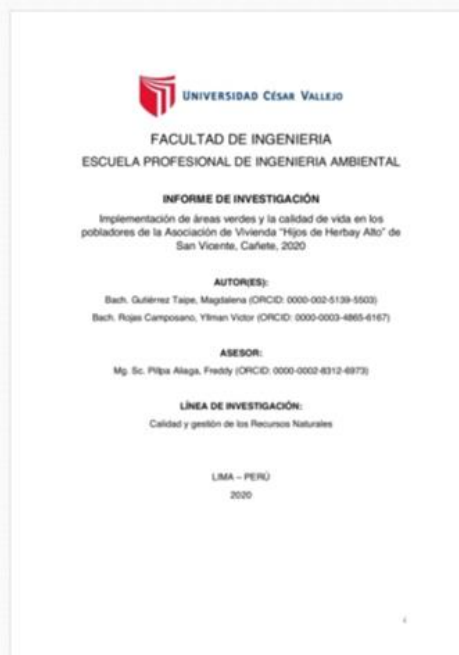 UNIVERSIDAD CÉSAR VALLEJO
FACULTAD DE INGENIERIA
ESCUELA PROFESIONAL DE INGENIERIA AMBIENTAL
INFORME DE INVESTIGACIÓN
Implementación de áreas verdes y la calidad de vida en los
pobladores de la Asociación de Vivienda “Hijos de Herbay Alto” de
San Vicente, Cañete, 2020
AUTOR(ES):
Bach. Gutiérrez Taipe, Magdalena (ORCID: 0000-002-5139-5503)
Bach. Rojas Camposano, Yilman Victor (ORCID: 0000-0003-4865-6167)
ASESOR:
Mg. Sc. Pillpa Aliaga, Freddy (ORCID: 0000-0002-8312-6973)
LÍNEA DE INVESTIGACIÓN:
Calidad y gestión de los Recursos Naturales
LIMA – PERÚ
2020
i